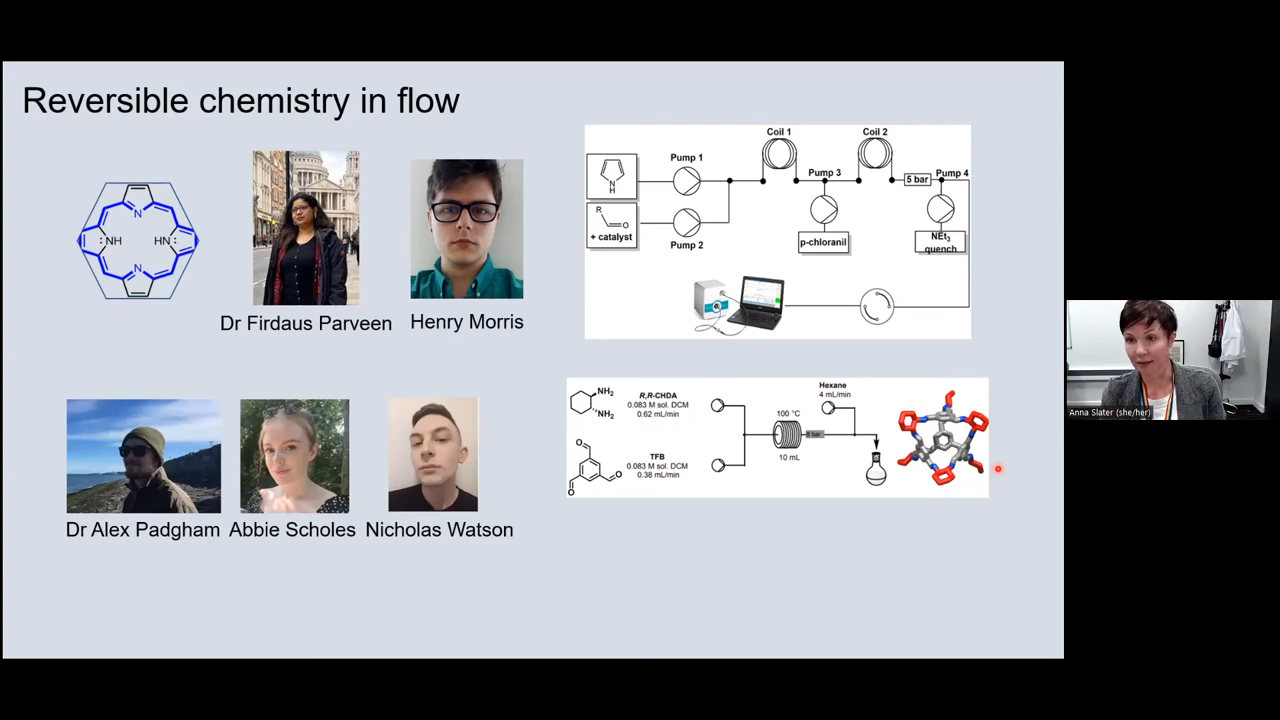 Reversible chemistry in flow
N
:NH
HN:
N
Dr Firdaus Parveen
Henry Morris
Coil 1
Coil 2
Pump 1
Pump 3
5 bar
Pump 4
N
H
R
O
+ catalyst
Pump 2
p-chloranil
NEt3
quench
NH2
NH2
R,R-CHDA
0.083 M sol. DCM
0.62 mL/min
Hexane
4 mL/min
100 °C
10 mL
O
O
O
TFB
0.083 M sol. DCM
0.38 mL/min
Dr Alex Padgham
Abbie Scholes
Nicholas Watson
Anna Slater (she/her)